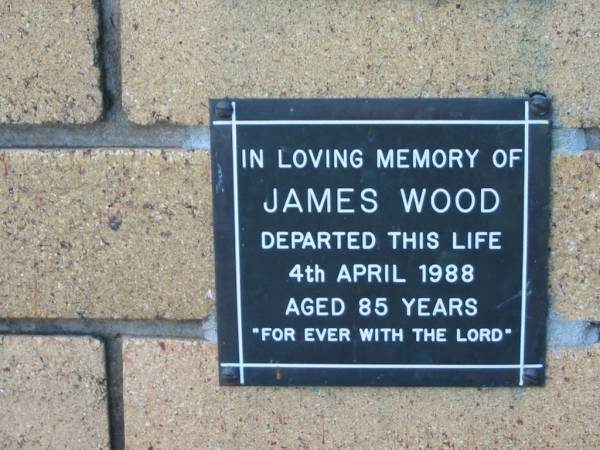 IN LOVING MEMORY OF
JAMES WOOD
DEPARTED THIS LIFE
4th APRIL 1988
AGED 85 YEARS
"FOR EVER WITH THE LORD"